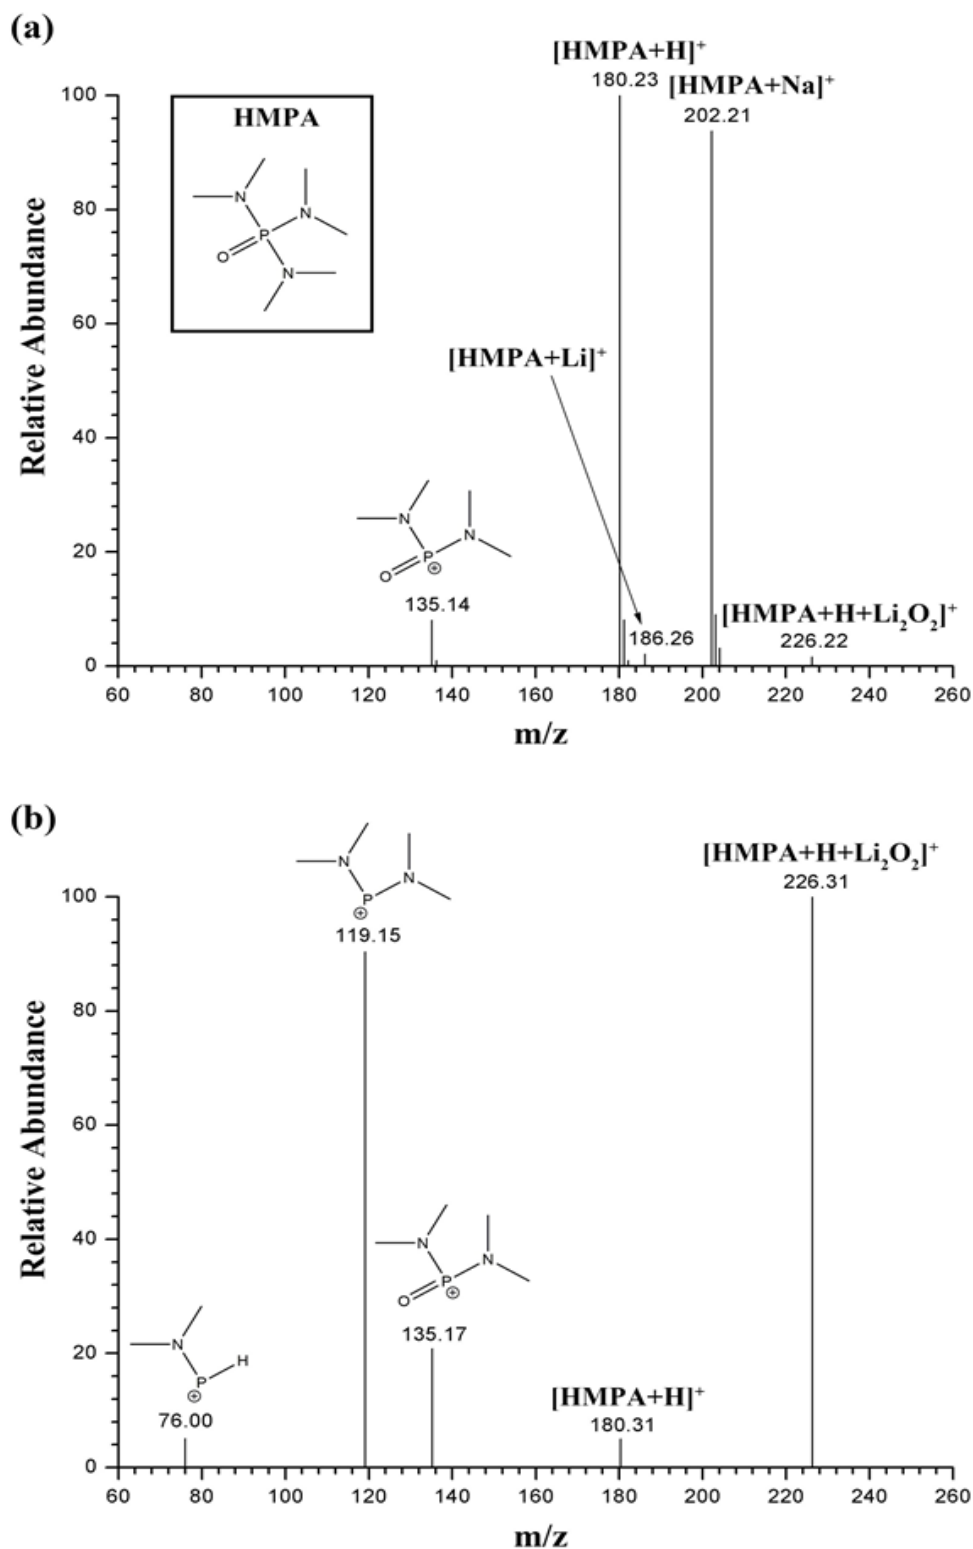 (a)
[HMPA+H]⁺
180.23
[HMPA+Na]⁺
202.21
HMPA
N
N
P
O
N
[HMPA+Li]⁺
186.26
N
N
P
⊕
O
135.14
[HMPA+H+Li₂O₂]⁺
226.22
Relative Abundance
100
80
60
40
20
0
60 80 100 120 140 160 180 200 220 240 260
m/z
(b)
N
N
P
⊕
119.15
[HMPA+H+Li₂O₂]⁺
226.31
N
N
P
⊕
O
135.17
N
H
P
⊕
76.00
[HMPA+H]⁺
180.31
Relative Abundance
100
80
60
40
20
0
60 80 100 120 140 160 180 200 220 240 260
m/z